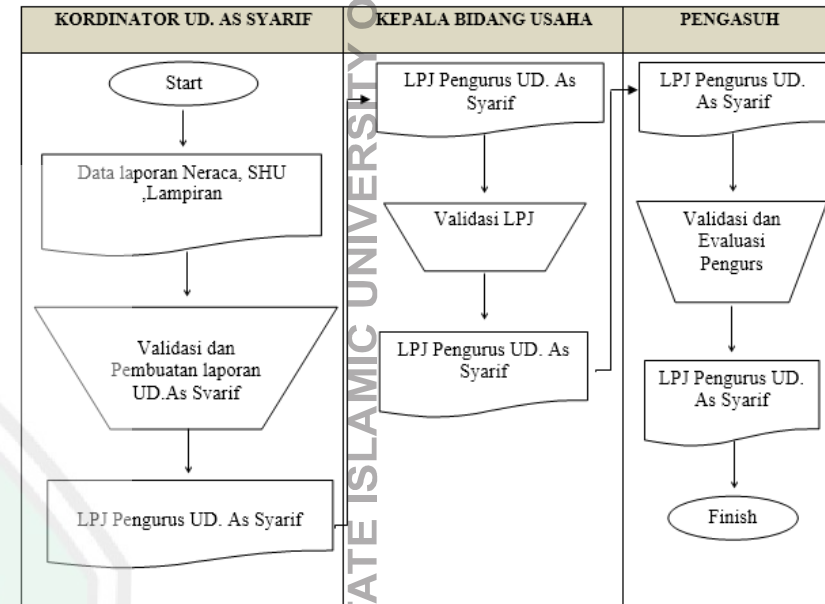 KORDINATOR UD. AS SYARIF
KEPALA BIDANG USAHA
PENGASUH
Start
Data laporan Neraca, SHU
,Lampiran
Validasi dan
Pembuatan laporan
UD.As Svarif
LPJ Pengurus UD. As Syarif
LPJ Pengurus UD. As
Syarif
Validasi LPJ
LPJ Pengurus UD. As
Syarif
LPJ Pengurus UD.
As Syarif
Validasi dan
Evaluasi
Pengurs
LPJ Pengurus UD.
As Syarif
Finish
ISLAMIC UNIVERSITY